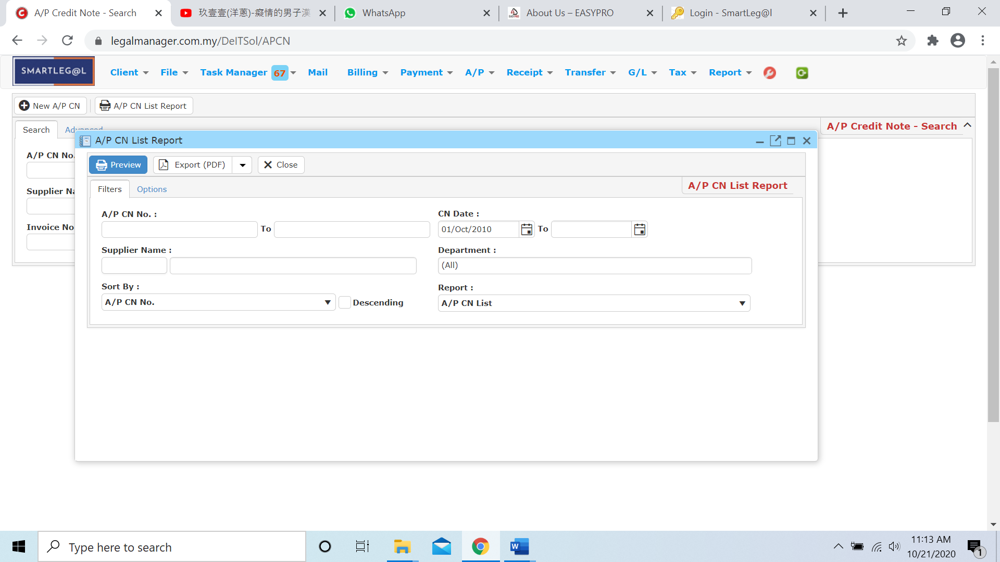 A/P Credit Note - Search
玖壹壹(洋蔥)-癡情的男子漢
WhatsApp
About Us – EASYPRO
Login - SmartLeg@l
legalmanager.com.my/DeITSol/APCN
SMARTLEG@L
Client
File
Task Manager 67
Mail
Billing
Payment
A/P
Receipt
Transfer
G/L
Tax
Report
New A/P CN
A/P CN List Report
Search
Advanced
A/P Credit Note - Search
A/P CN No.
Supplier Na
Invoice No
A/P CN List Report
Preview
Export (PDF)
Close
Filters
Options
A/P CN List Report
A/P CN No. :
To
CN Date :
01/Oct/2010
To
Supplier Name :
Department :
(All)
Sort By :
A/P CN No.
Descending
Report :
A/P CN List
Type here to search
11:13 AM
10/21/2020
1